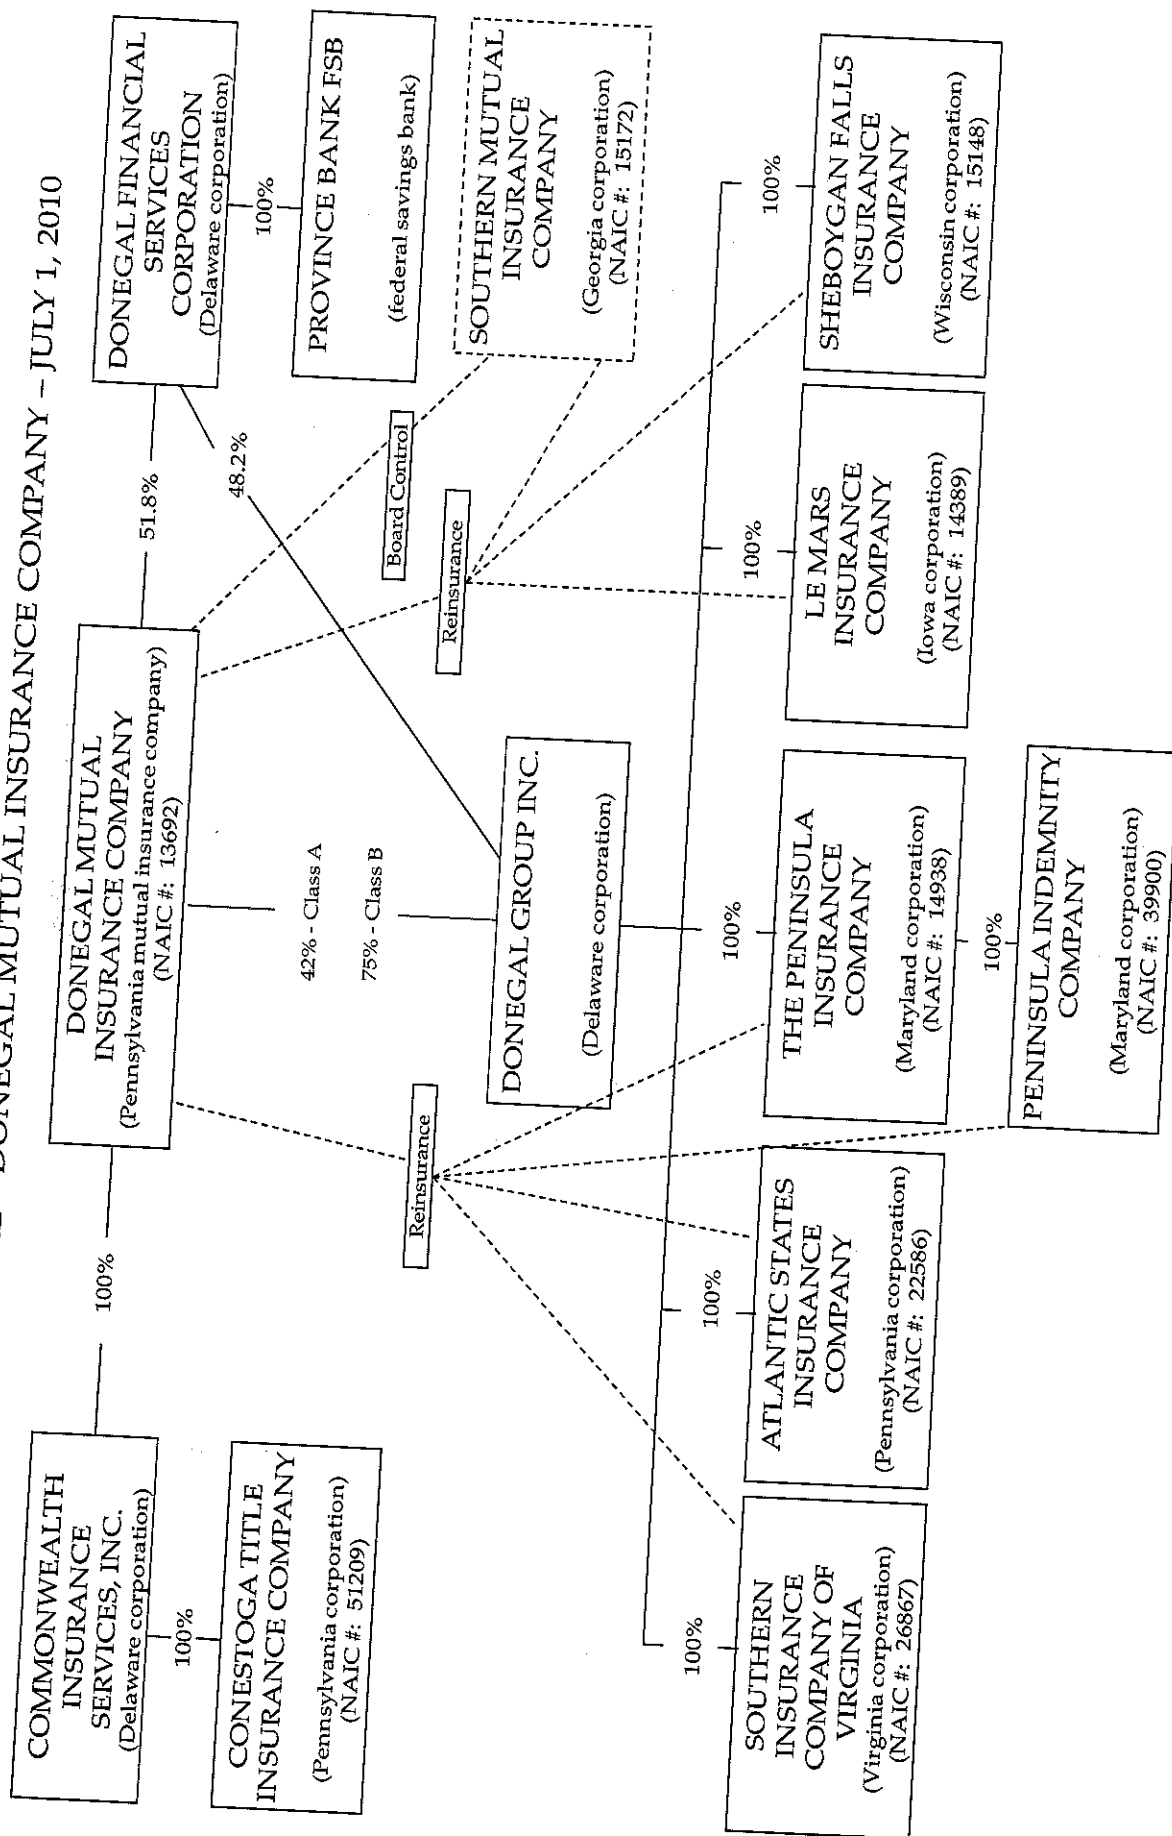 DONEGAL MUTUAL INSURANCE COMPANY – JULY 1, 2010
COMMONWEALTH
INSURANCE
SERVICES, INC.
(Delaware corporation)
100%
DONEGAL MUTUAL
INSURANCE COMPANY
(Pennsylvania mutual insurance company)
(NAIC #: 13692)
51.8%
DONEGAL FINANCIAL
SERVICES
CORPORATION
(Delaware corporation)
100%
100%
CONESTOGA TITLE
INSURANCE COMPANY
(Pennsylvania corporation)
(NAIC #: 51209)
42% - Class A
75% - Class B
48.2%
PROVINCE BANK FSB
(federal savings bank)
Reinsurance
Board Control
Reinsurance
SOUTHERN MUTUAL
INSURANCE
COMPANY
(Georgia corporation)
(NAIC #: 15172)
DONEGAL GROUP INC.
(Delaware corporation)
100%
100%
100%
100%
100%
SOUTHERN
INSURANCE
COMPANY OF
VIRGINIA
(Virginia corporation)
(NAIC #: 26867)
ATLANTIC STATES
INSURANCE
COMPANY
(Pennsylvania corporation)
(NAIC #: 22586)
THE PENINSULA
INSURANCE
COMPANY
(Maryland corporation)
(NAIC #: 14938)
LE MARS
INSURANCE
COMPANY
(Iowa corporation)
(NAIC #: 14389)
SHEBOYGAN FALLS
INSURANCE
COMPANY
(Wisconsin corporation)
(NAIC #: 15148)
100%
PENINSULA INDEMNITY
COMPANY
(Maryland corporation)
(NAIC #: 39900)